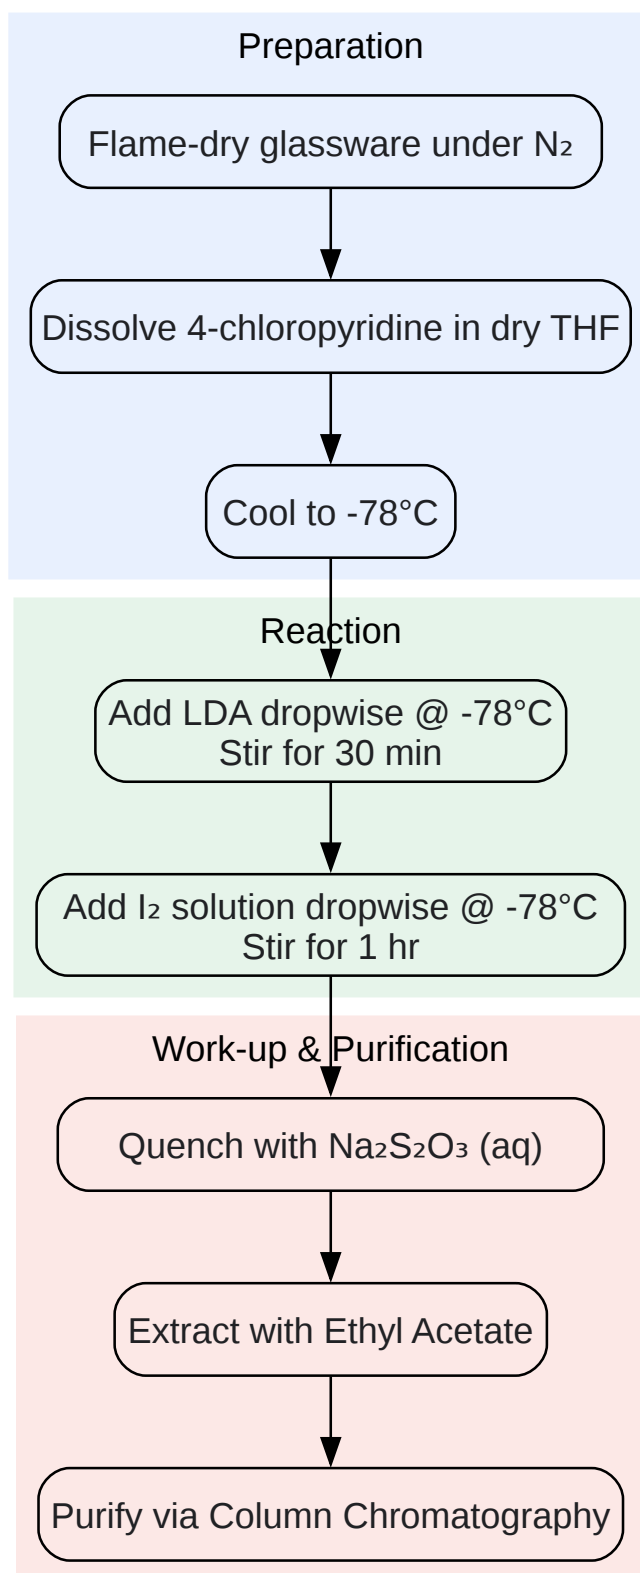 Preparation
Flame-dry glassware under N₂
Dissolve 4-chloropyridine in dry THF
Cool to -78°C
Reaction
Add LDA dropwise @ -78°C
Stir for 30 min
Add I₂ solution dropwise @ -78°C
Stir for 1 hr
Work-up & Purification
Quench with Na₂S₂O₃ (aq)
Extract with Ethyl Acetate
Purify via Column Chromatography